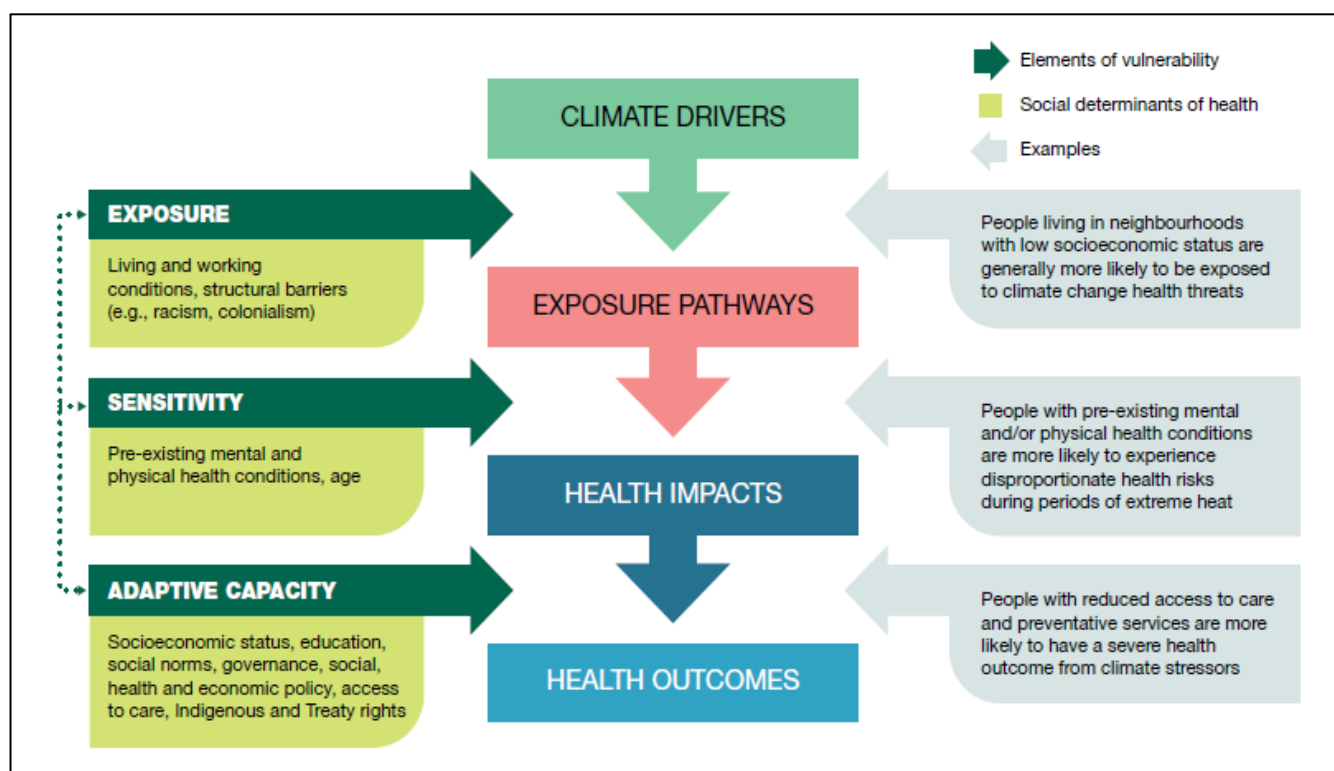 Elements of vulnerability
Social determinants of health
Examples
CLIMATE DRIVERS
EXPOSURE
Living and working
conditions, structural barriers
(e.g., racism, colonialism)
People living in neighbourhoods
with low socioeconomic status are
generally more likely to be exposed
to climate change health threats
EXPOSURE PATHWAYS
SENSITIVITY
Pre-existing mental and
physical health conditions, age
People with pre-existing mental
and/or physical health conditions
are more likely to experience
disproportionate health risks
during periods of extreme heat
HEALTH IMPACTS
ADAPTIVE CAPACITY
Socioeconomic status, education,
social norms, governance, social,
health and economic policy, access
to care, Indigenous and Treaty rights
People with reduced access to care
and preventative services are more
likely to have a severe health
outcome from climate stressors
HEALTH OUTCOMES